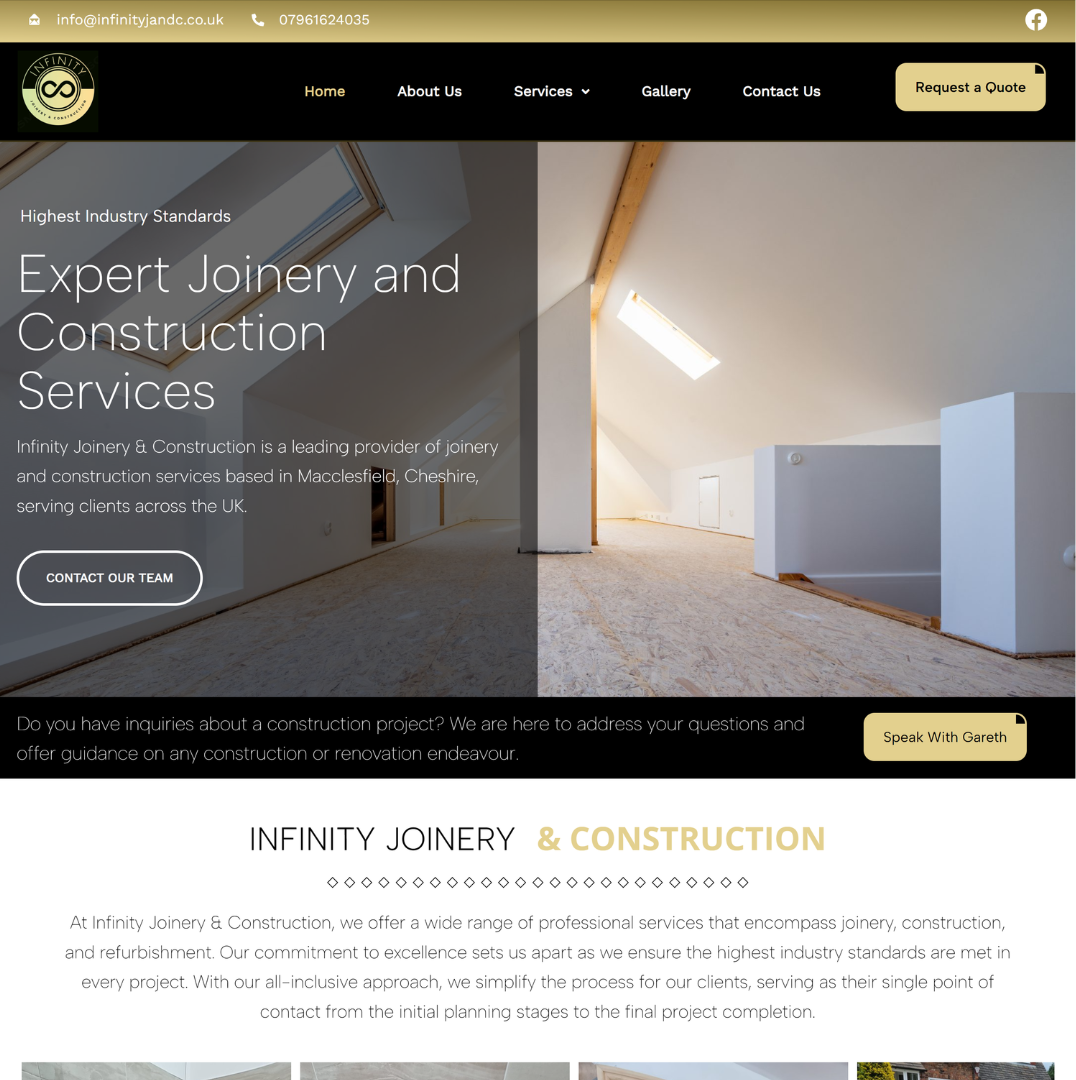 info@infinityjandc.co.uk 07961624035
INFINITY
JOINERY & CONSTRUCTION
Home About Us Services Gallery Contact Us Request a Quote
Highest Industry Standards
Expert Joinery and
Construction
Services
Infinity Joinery & Construction is a leading provider of joinery
and construction services based in Macclesfield, Cheshire,
serving clients across the UK.
CONTACT OUR TEAM
Do you have inquiries about a construction project? We are here to address your questions and
offer guidance on any construction or renovation endeavour.
Speak With Gareth
INFINITY JOINERY & CONSTRUCTION
At Infinity Joinery & Construction, we offer a wide range of professional services that encompass joinery, construction,
and refurbishment. Our commitment to excellence sets us apart as we ensure the highest industry standards are met in
every project. With our all-inclusive approach, we simplify the process for our clients, serving as their single point of
contact from the initial planning stages to the final project completion.